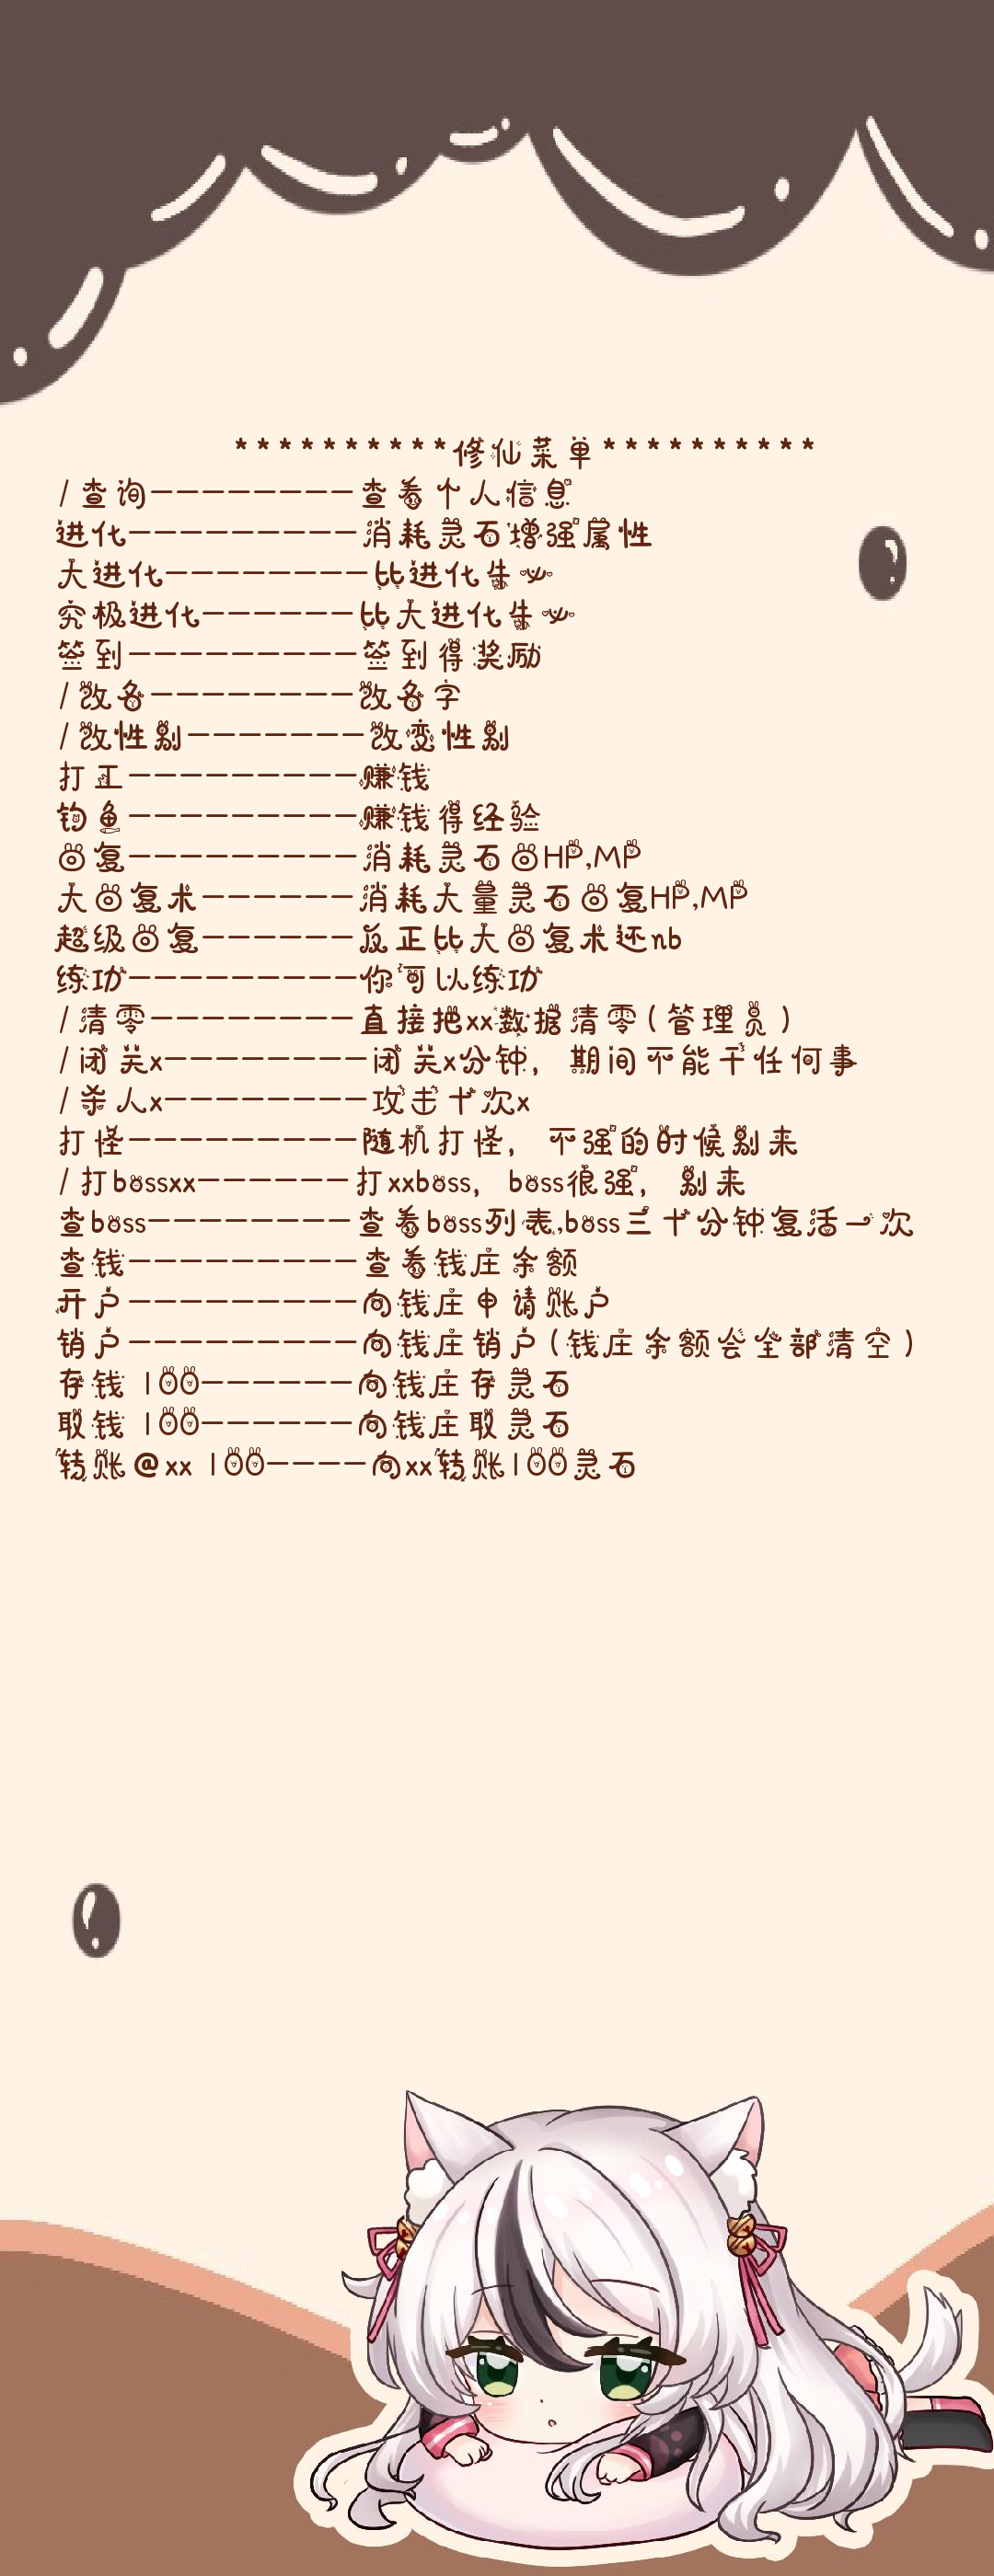 **********修仙菜单**********
/查询---------查看个人信息
进化----------消耗灵石增强属性
大进化---------比进化牛逼
究极进化-------比大进化牛逼
签到----------签到得奖励
/改名---------改名字
/改性别--------改变性别
打工----------赚钱
钓鱼----------赚钱得经验
回复----------消耗灵石回HP,MP
大回复术-------消耗大量灵石回复HP,MP
超级回复-------反正比大回复术还nb
练功----------你可以练功
/清零---------直接把xx数据清零(管理员)
/闭关x---------闭关x分钟，期间不能干任何事
/杀人x---------攻击十次x
打怪----------随机打怪，不强的时候别来
/打bossxx-------打xxboss，boss很强，别来
查boss---------查看boss列表,boss三十分钟复活一次
查钱----------查看钱庄余额
开户----------向钱庄申请账户
销户----------向钱庄销户(钱庄余额会全部清空)
存钱 100-------向钱庄存灵石
取钱 100-------向钱庄取灵石
转账@xx 100----向xx转账100灵石